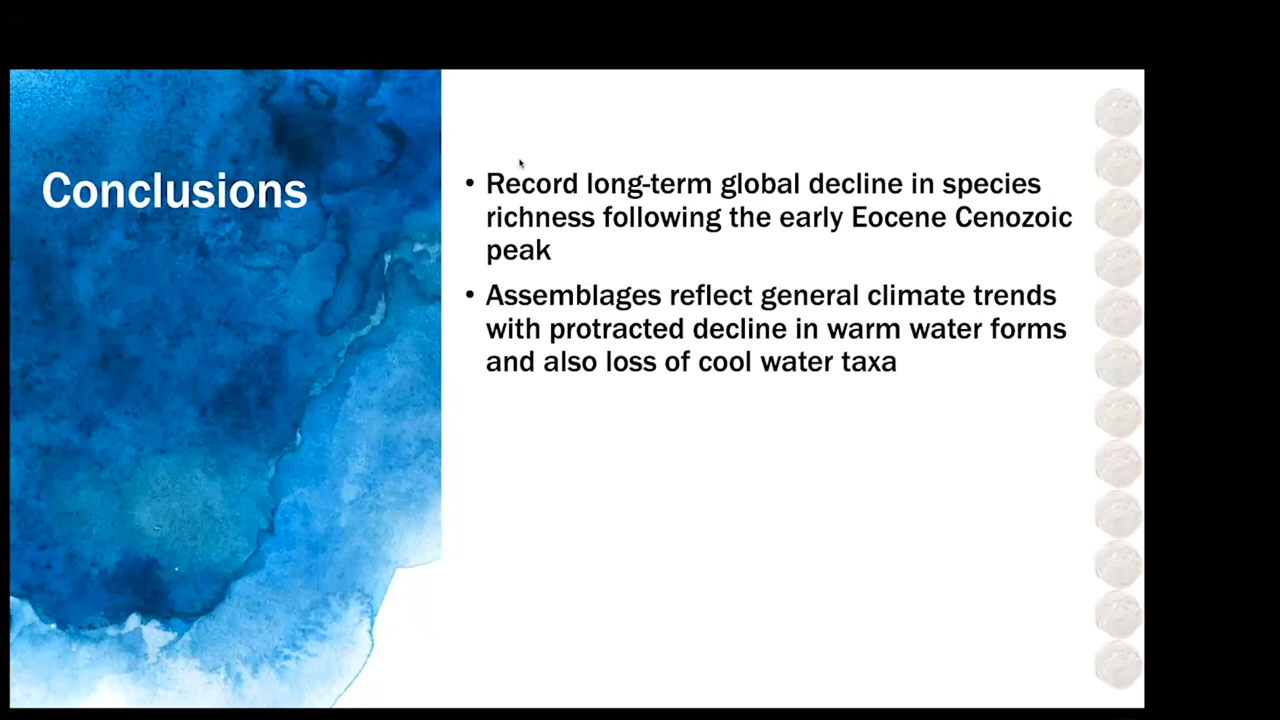 Conclusions
• Record long-term global decline in species
richness following the early Eocene Cenozoic
peak
• Assemblages reflect general climate trends
with protracted decline in warm water forms
and also loss of cool water taxa